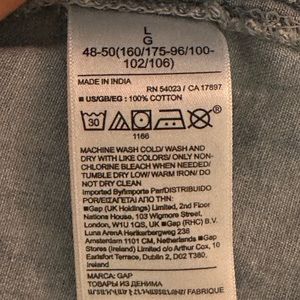 L
G
48-50(160/175-96/100-
102/106)
MADE IN INDIA
RN 54023 / CA 17897
■ US/GB/EG : 100% COTTON
30
1166
MACHINE WASH COLD/ WASH AND
DRY WITH LIKE COLORS/ ONLY NON-
CHLORINE BLEACH WHEN NEEDED/
TUMBLE DRY LOW/ WARM IRON/ DO
NOT DRY CLEAN
Imported By/Importe Par/DISTRIBUIDO
POR/ΕΙΣΑΓΕΤΑΙ ΑΠΟ ΤΗΝ:
■Gap (UK Holdings) Limited, 2nd Floor
Nations House, 103 Wigmore Street,
London, W1U 1QS, UK ■Gap (RHC) B.V.
Luna ArenA Herikerbergweg 238
Amsterdam 1101 CM, Netherlands ■Gap
Stores (Ireland) Limited c/o Arthur Cox, 10
Earlsfort Terrace, Dublin 2, D02 T380,
Ireland
MARCA: GAP
ТОВАРЫ ИЗ ДЕНИМА
FABRICANTE